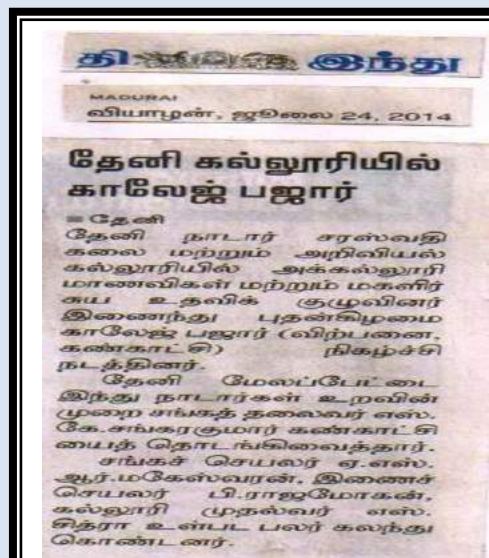 தி இந்து
MADURAI
வியாழன், ஜூலை 24, 2014
தேனி கல்லூரியில்
காலேஜ் பஜார்
தேனி
தேனி நாடார் சரஸ்வதி
கலை மற்றும் அறிவியல்
கல்லூரியில் அக்கல்லூரி
மாணவிகள் மற்றும் மகளிர்
சுய உதவிக் குழுவினர்
இணைந்து புதன்கிழமை
காலேஜ் பஜார் (விற்பனை,
கண்காட்சி) நிகழ்ச்சி
நடத்தினர்.
தேனி மேலப்பேட்டை
இந்து நாடார்கள் உறவின்
முறை சங்கத் தலைவர் எஸ்.
கே.சங்கரகுமார் கண்காட்சி
யைத் தொடங்கிவைத்தார்.
சங்கச் செயலர் ஏ.எஸ்.
ஆர்.மகேஸ்வரன், இணைச்
செயலர் பி.ராஜமோகன்,
கல்லூரி முதல்வர் எஸ்.
சித்ரா உள்பட பலர் கலந்து
கொண்டனர்.